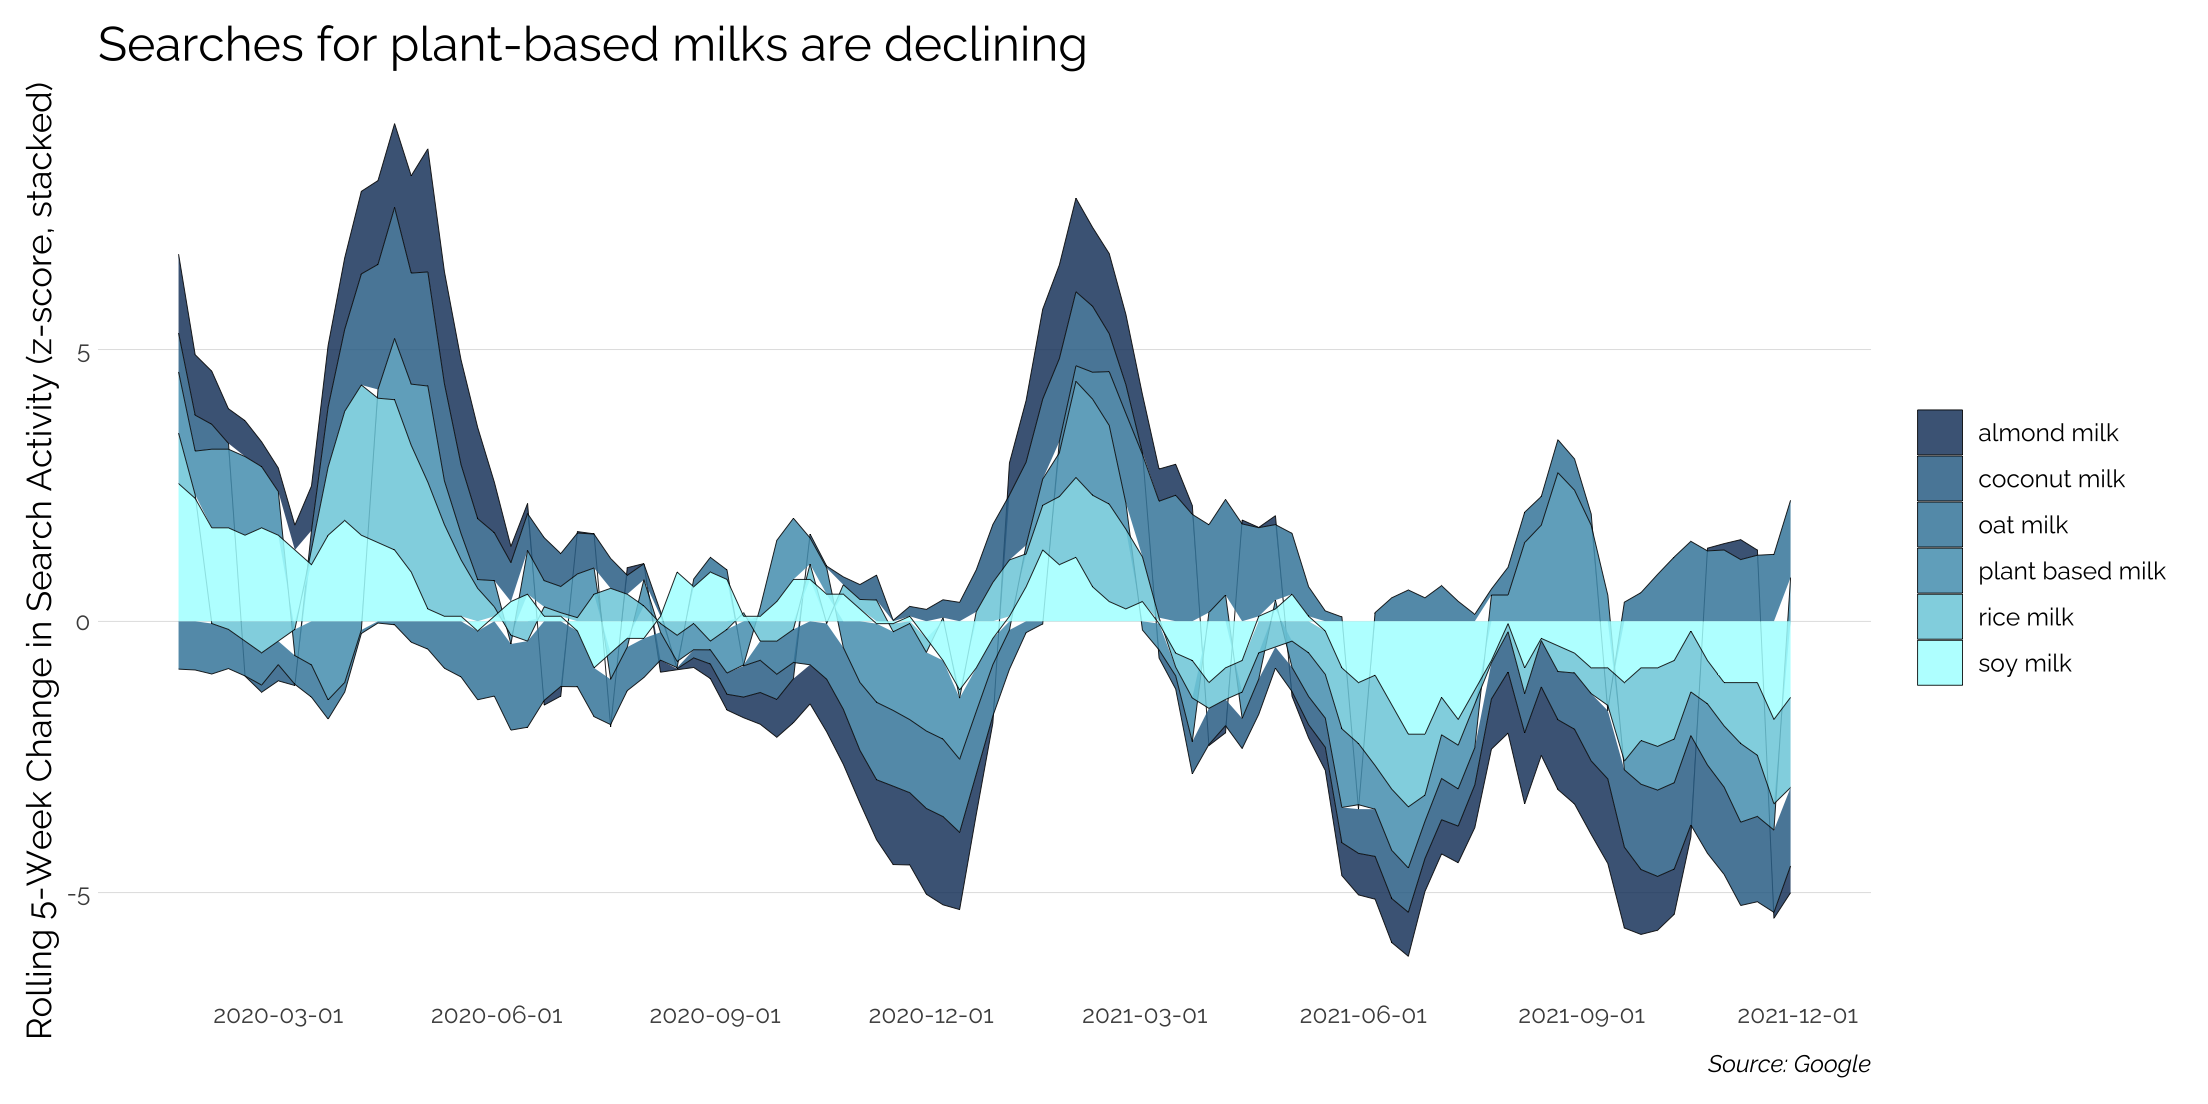 Searches for plant-based milks are declining
Rolling 5-Week Change in Search Activity (z-score, stacked)
5
0
-5
2020-03-01
2020-06-01
2020-09-01
2020-12-01
2021-03-01
2021-06-01
2021-09-01
2021-12-01
almond milk
coconut milk
oat milk
plant based milk
rice milk
soy milk
Source: Google